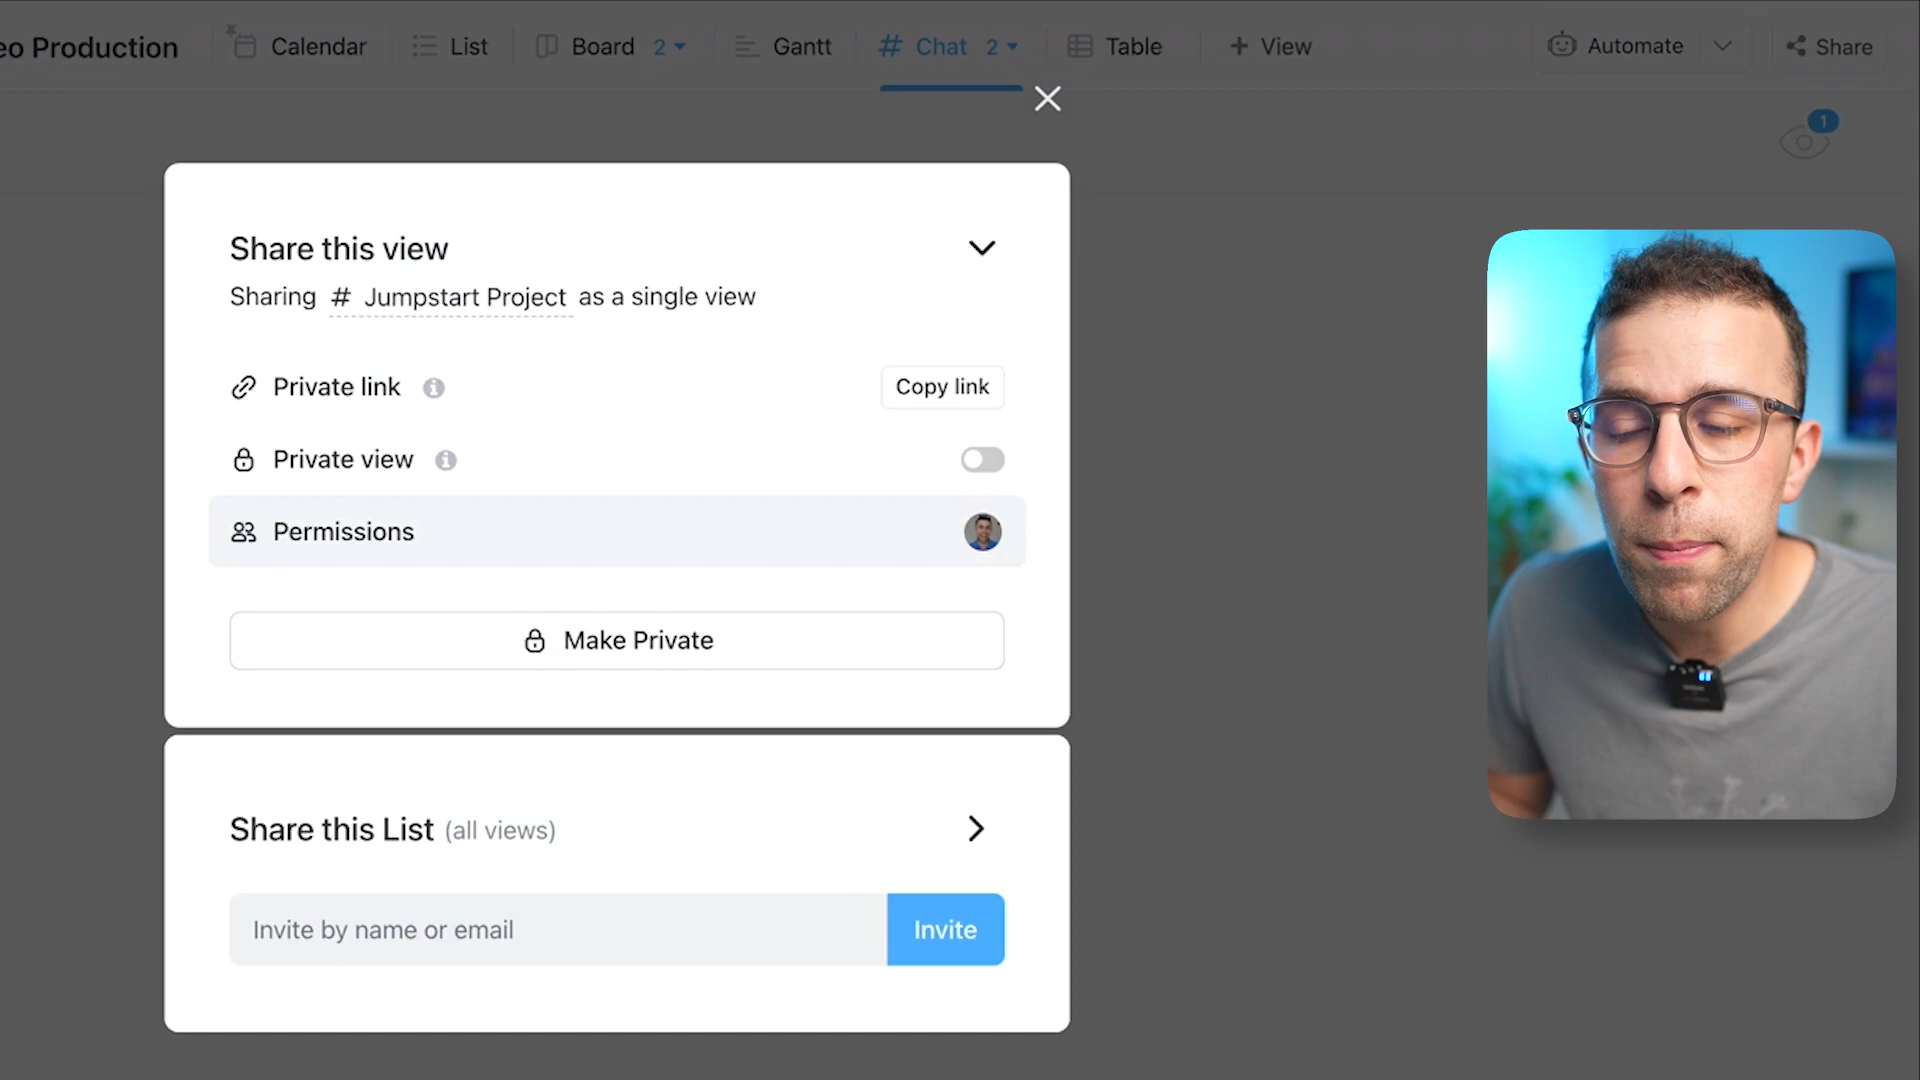 eo Production
Calendar
List
Board 2
Gantt
# Chat 2
Table
+ View
Automate
Share
1
Share this view
Sharing # Jumpstart Project as a single view
Private link
Copy link
Private view
Permissions
Make Private
Share this List (all views)
Invite by name or email
Invite